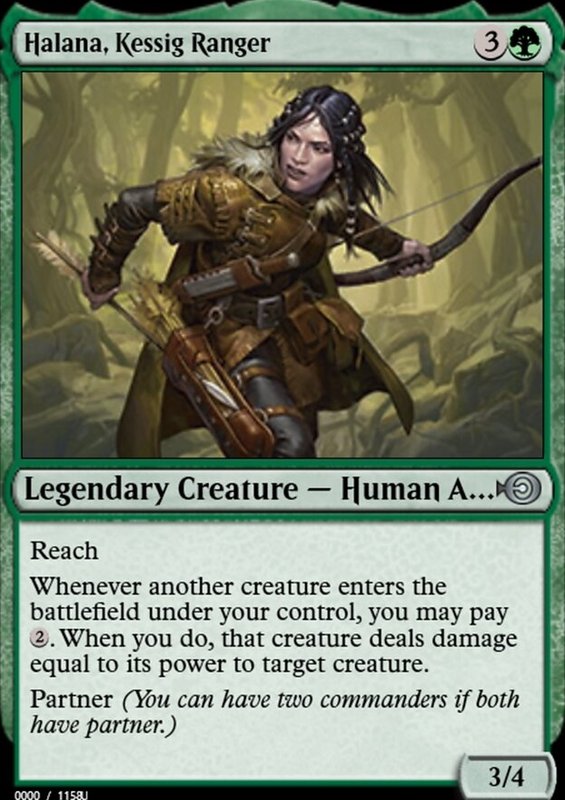 Halana, Kessig Ranger 3
Legendary Creature — Human A...
Reach
Whenever another creature enters the
battlefield under your control, you may pay
2. When you do, that creature deals damage
equal to its power to target creature.
Partner (You can have two commanders if both
have partner.)
3/4
0000 / 1158U